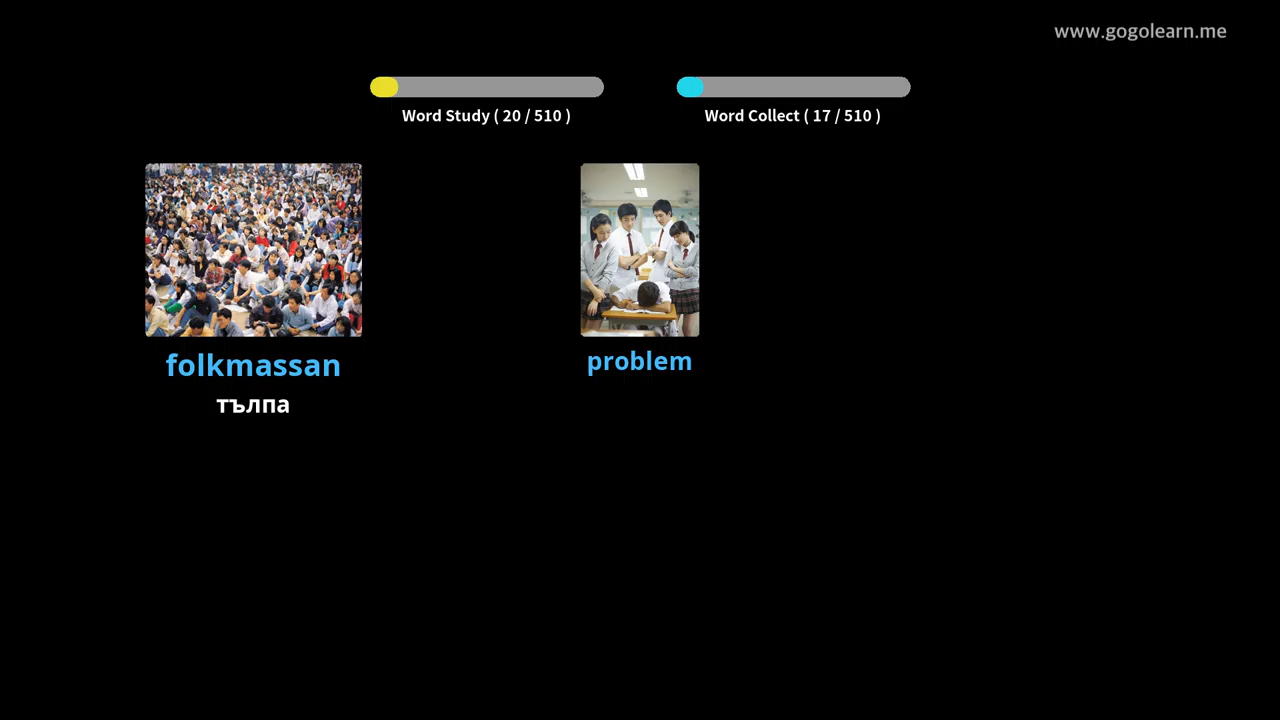 www.gogolearn.me
Word Study ( 20 / 510 )
Word Collect ( 17 / 510 )
folkmassan
тълпа
problem